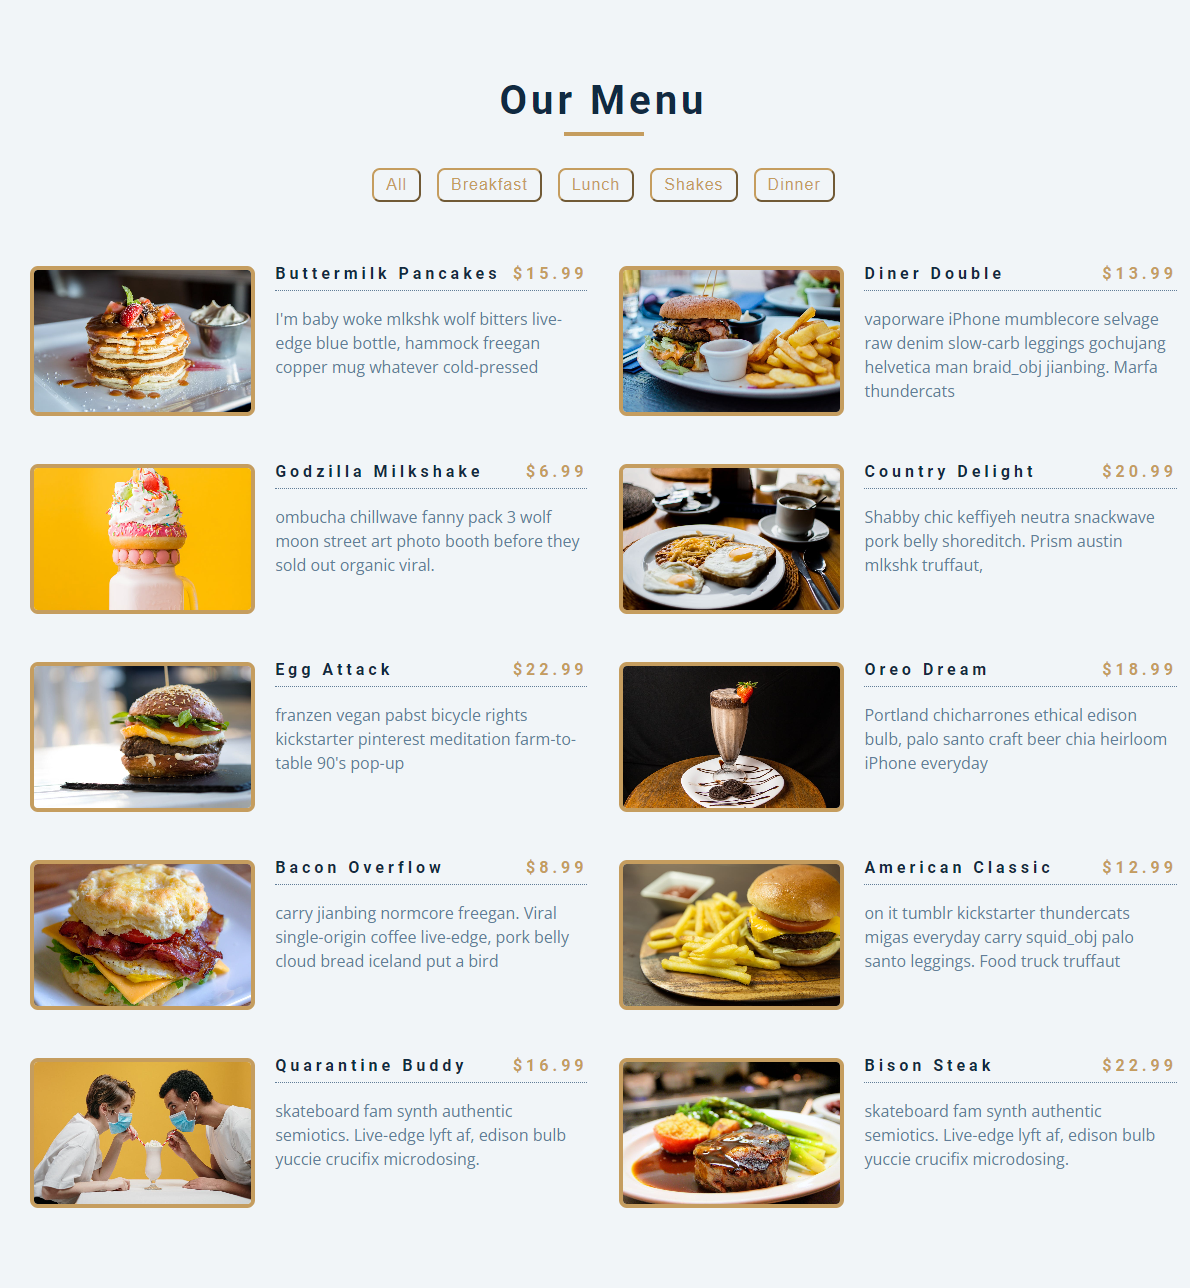 Our Menu
All Breakfast Lunch Shakes Dinner
Buttermilk Pancakes $15.99
I'm baby woke mlkshk wolf bitters live-
edge blue bottle, hammock freegan
copper mug whatever cold-pressed
Diner Double $13.99
vaporware iPhone mumblecore selvage
raw denim slow-carb leggings gochujang
helvetica man braid_obj jianbing. Marfa
thundercats
Godzilla Milkshake $6.99
ombucha chillwave fanny pack 3 wolf
moon street art photo booth before they
sold out organic viral.
Country Delight $20.99
Shabby chic keffiyeh neutra snackwave
pork belly shoreditch. Prism austin
mlkshk truffaut,
Egg Attack $22.99
franzen vegan pabst bicycle rights
kickstarter pinterest meditation farm-to-
table 90's pop-up
Oreo Dream $18.99
Portland chicharrones ethical edison
bulb, palo santo craft beer chia heirloom
iPhone everyday
Bacon Overflow $8.99
carry jianbing normcore freegan. Viral
single-origin coffee live-edge, pork belly
cloud bread iceland put a bird
American Classic $12.99
on it tumblr kickstarter thundercats
migas everyday carry squid_obj palo
santo leggings. Food truck truffaut
Quarantine Buddy $16.99
skateboard fam synth authentic
semiotics. Live-edge lyft af, edison bulb
yuccie crucifix microdosing.
Bison Steak $22.99
skateboard fam synth authentic
semiotics. Live-edge lyft af, edison bulb
yuccie crucifix microdosing.